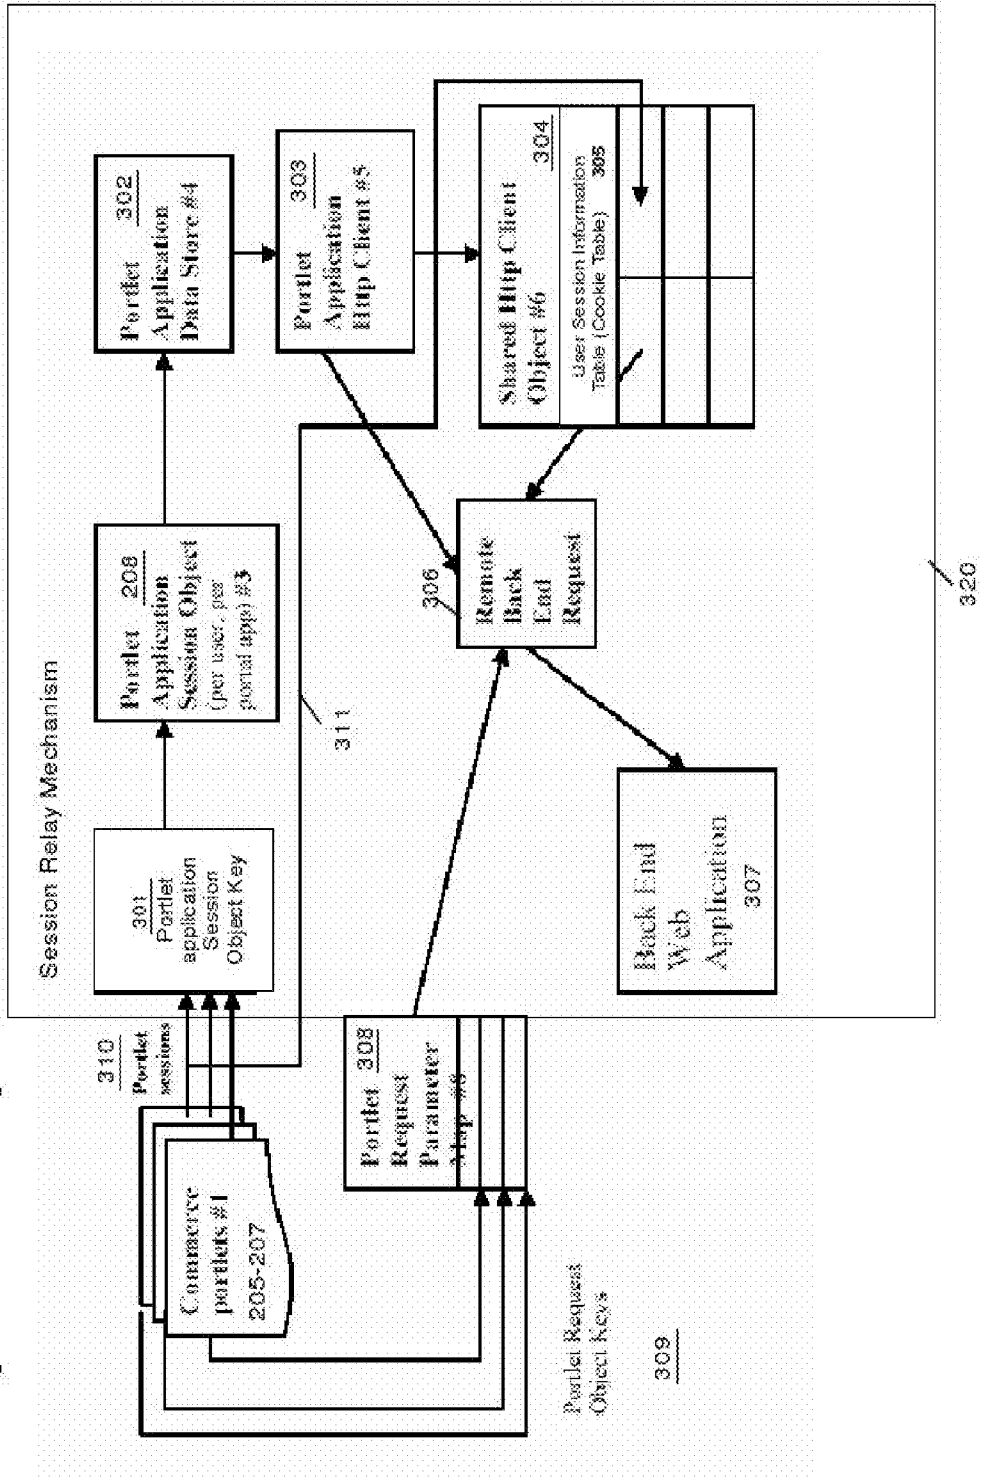 Session Relay Mechanism
310
Portlet
sessions
301
Portlet
application
Session
Object Key
Portlet 208
Application
Session Object
(per user, per
portal app) #3
Portlet 302
Application
Data Store #4
Portlet 303
Application
Http Client #5
Shared Http Client
Object #6 304
User Session Information
Table (Cookie Table) 305
311
306
Remote
Back
End
Request
Commerce
portlets #1
205-207
Portlet 308
Request
Parameter
Map #8
Back End
Web
Application
307
Portlet Request
Object Keys
309
320